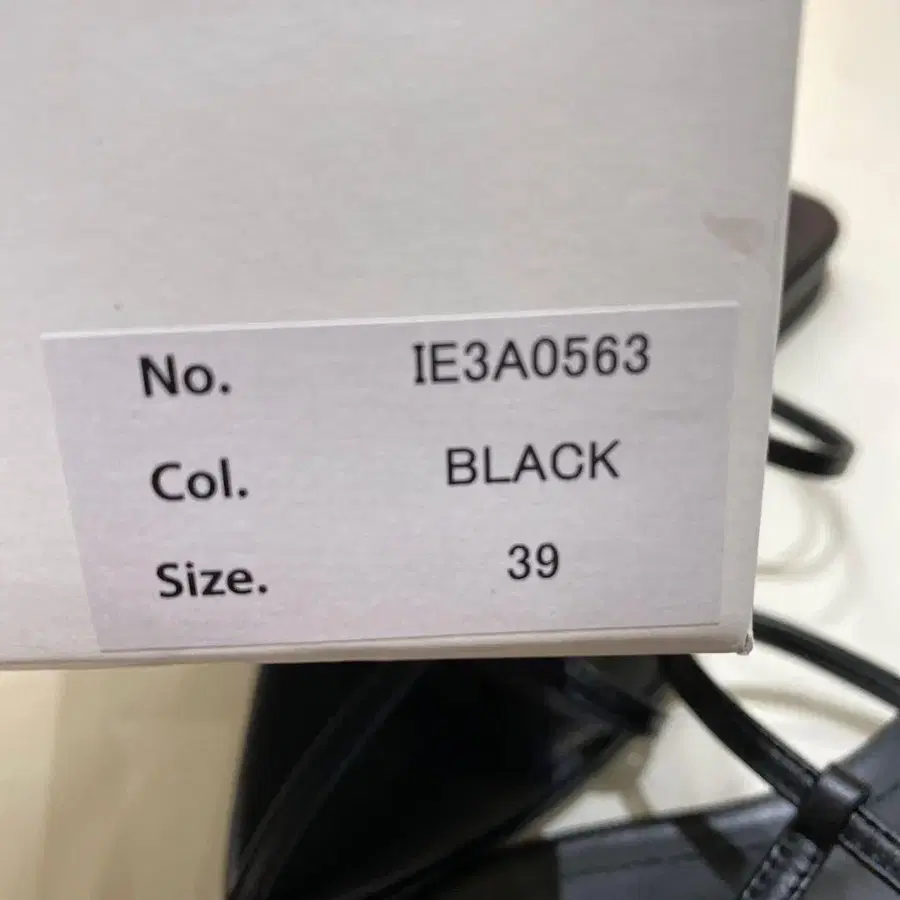 No. IE3A0563
Col. BLACK
Size. 39